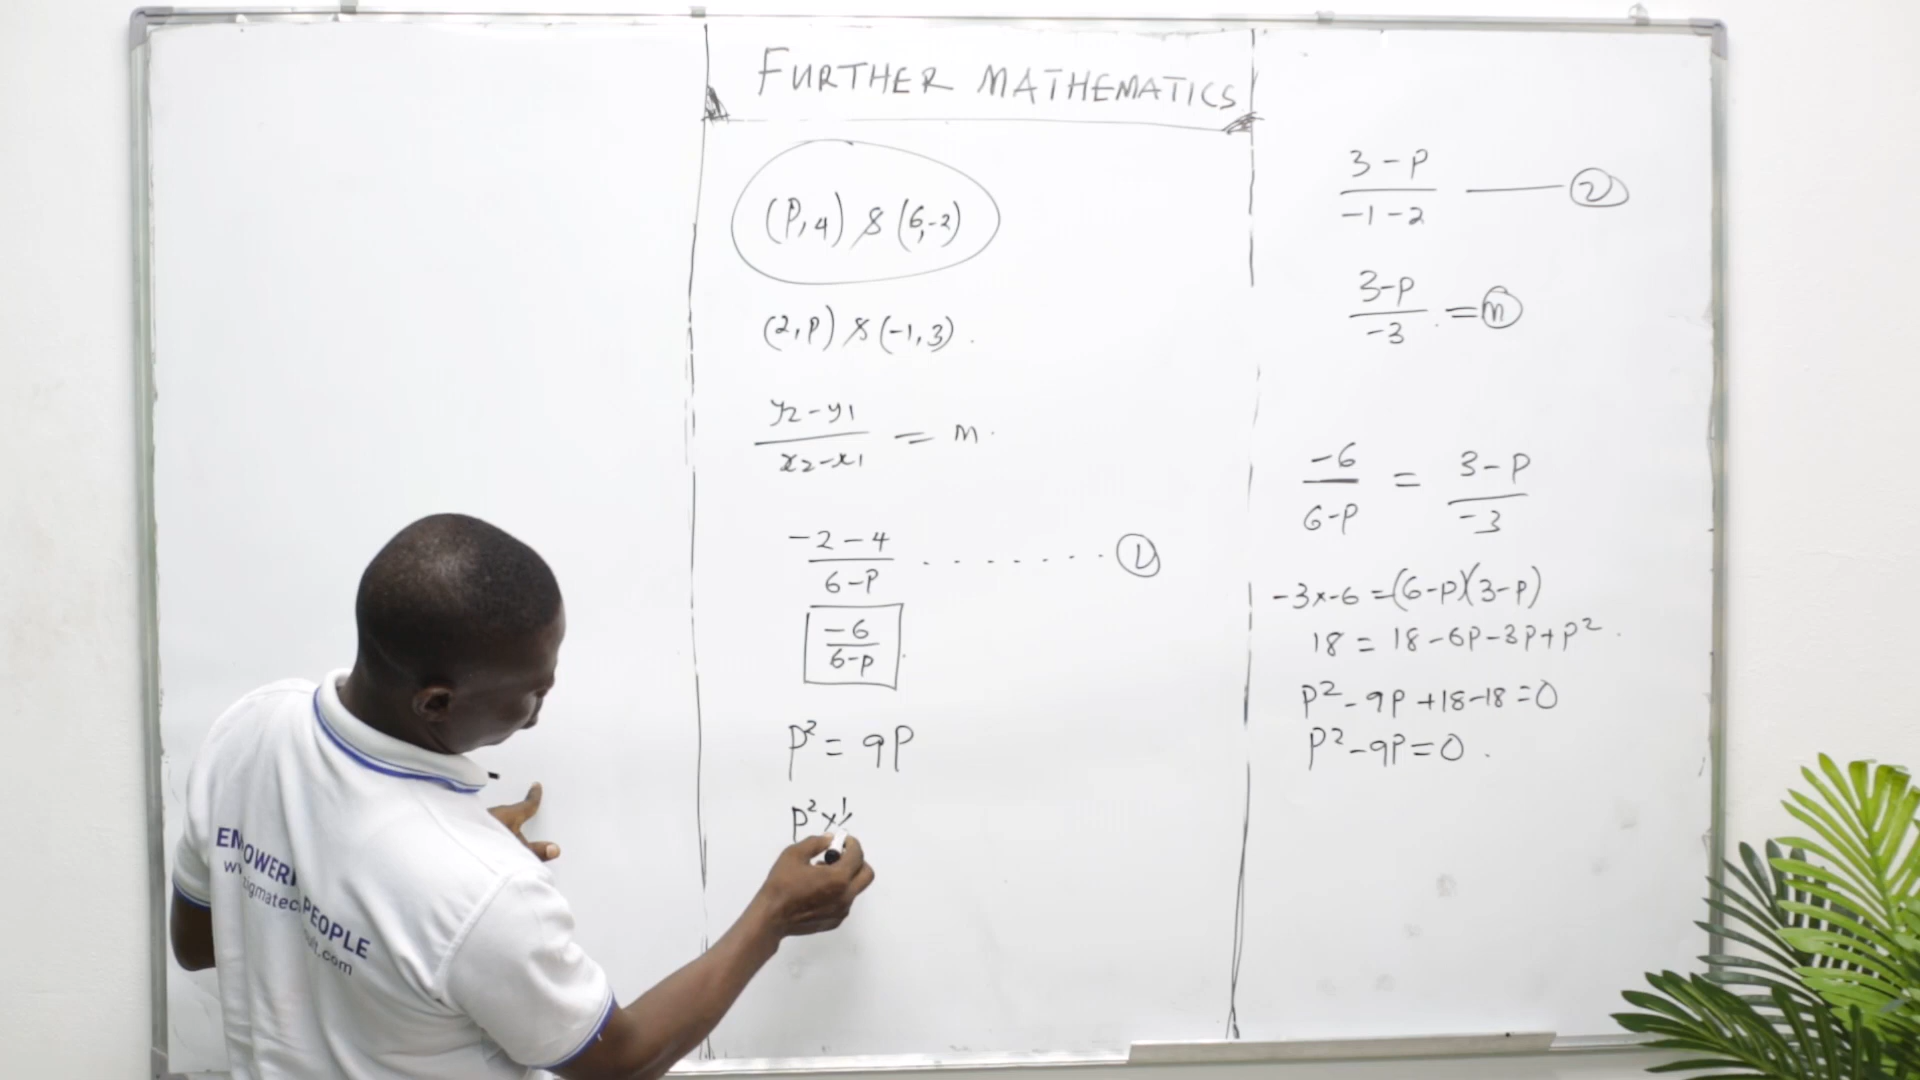 FURTHER MATHEMATICS
(P, 4) & (6, -2)
(2, P) & (-1, 3).
y2 - y1 / x2 - x1 = m.
-2 - 4 / 6 - P ....... ①
-6 / 6 - P
P² = 9P
P² × 1
3 - P / -1 - 2 —— ②
3 - P / -3 = m
-6 / 6 - P = 3 - P / -3
-3 × -6 = (6 - P)(3 - P)
18 = 18 - 6P - 3P + P².
P² - 9P + 18 - 18 = 0
P² - 9P = 0.
PEOPLE